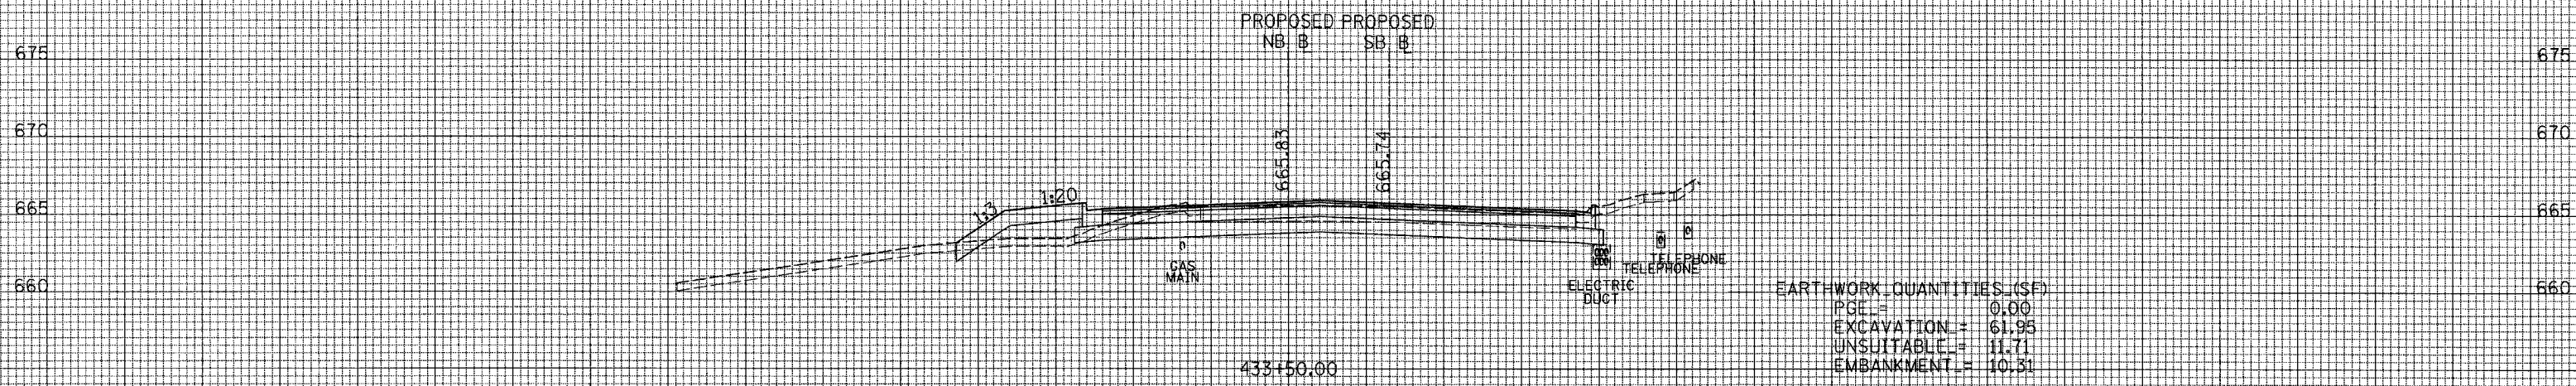 PROPOSED PROPOSED
NB B SB B
675 675
670 670
665.83 665.74
1:3 1:20
665 665
GAS
MAIN
TELEPHONE
TELEPHONE
660 660
ELECTRIC
DUCT
EARTHWORK QUANTITIES (SF)
PGE = 0.00
EXCAVATION = 61.95
UNSUITABLE = 11.71
EMBANKMENT = 10.31
433+50.00